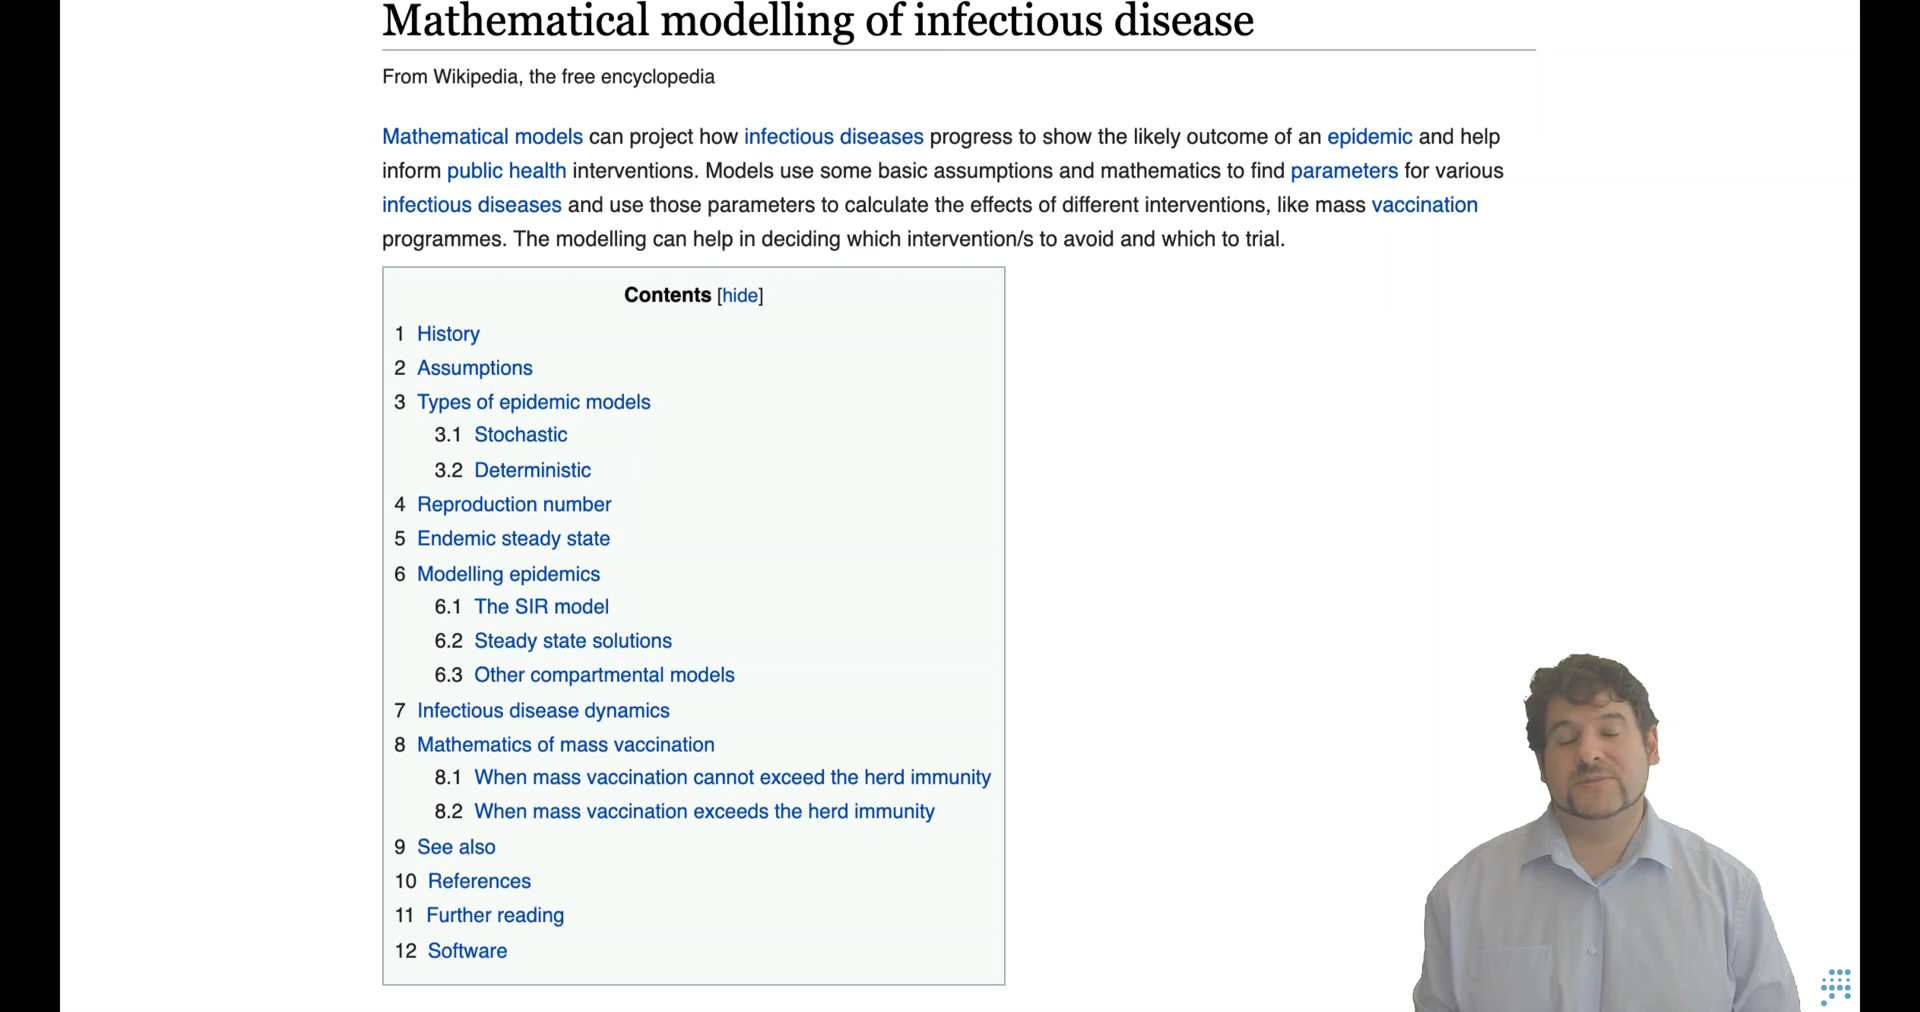 Mathematical modelling of infectious disease
From Wikipedia, the free encyclopedia
Mathematical models can project how infectious diseases progress to show the likely outcome of an epidemic and help
inform public health interventions. Models use some basic assumptions and mathematics to find parameters for various
infectious diseases and use those parameters to calculate the effects of different interventions, like mass vaccination
programmes. The modelling can help in deciding which intervention/s to avoid and which to trial.
Contents [hide]
1 History
2 Assumptions
3 Types of epidemic models
3.1 Stochastic
3.2 Deterministic
4 Reproduction number
5 Endemic steady state
6 Modelling epidemics
6.1 The SIR model
6.2 Steady state solutions
6.3 Other compartmental models
7 Infectious disease dynamics
8 Mathematics of mass vaccination
8.1 When mass vaccination cannot exceed the herd immunity
8.2 When mass vaccination exceeds the herd immunity
9 See also
10 References
11 Further reading
12 Software